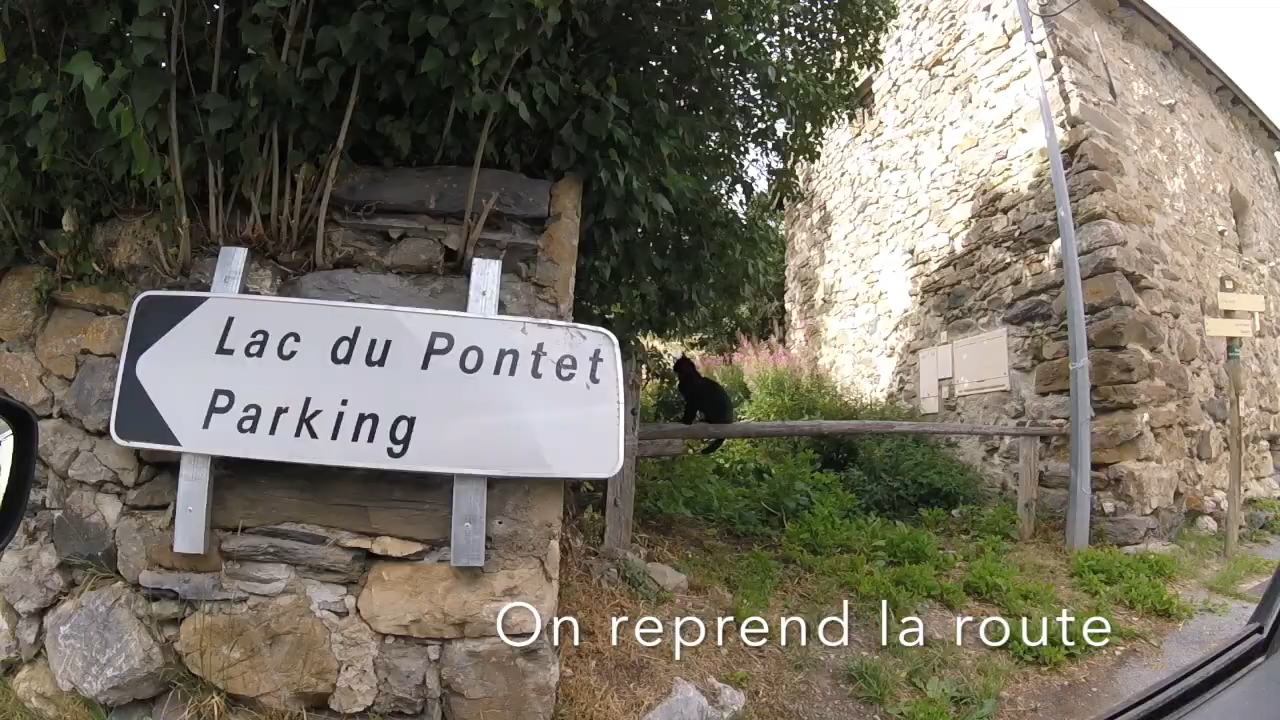 Lac du Pontet
Parking
On reprend la route